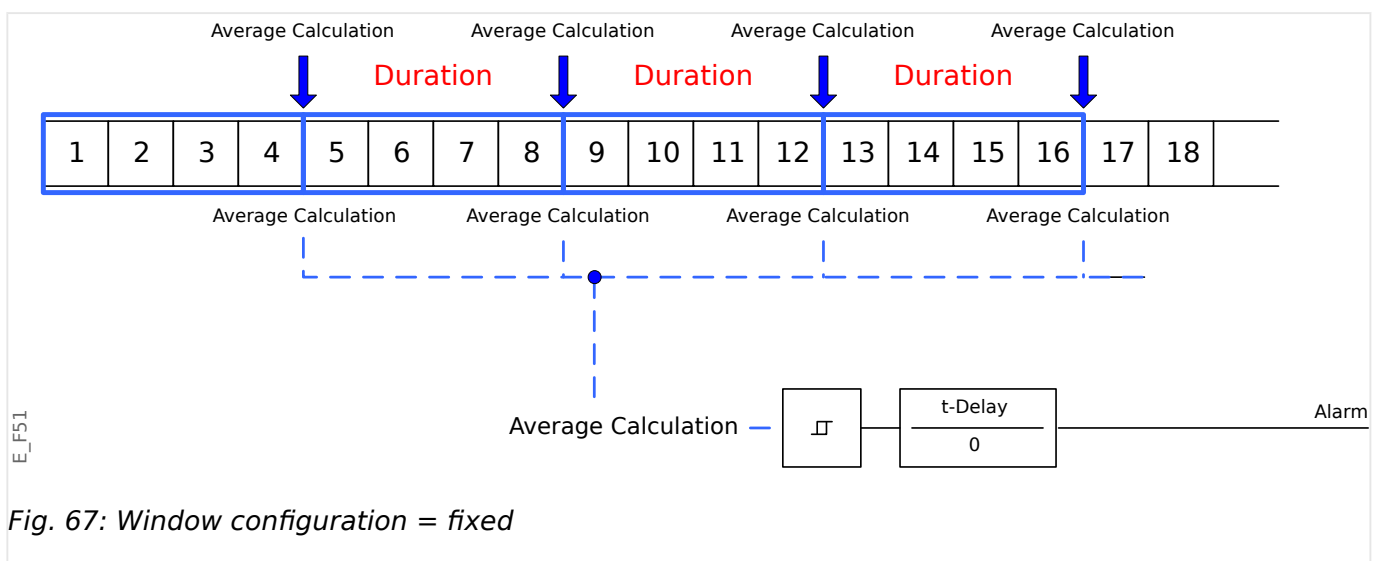 Average Calculation Average Calculation Average Calculation Average Calculation
Duration Duration Duration
1 2 3 4 5 6 7 8 9 10 11 12 13 14 15 16 17 18
Average Calculation Average Calculation Average Calculation Average Calculation
t-Delay
Alarm
Average Calculation
0
E_F51
Fig. 67: Window configuration = fixed